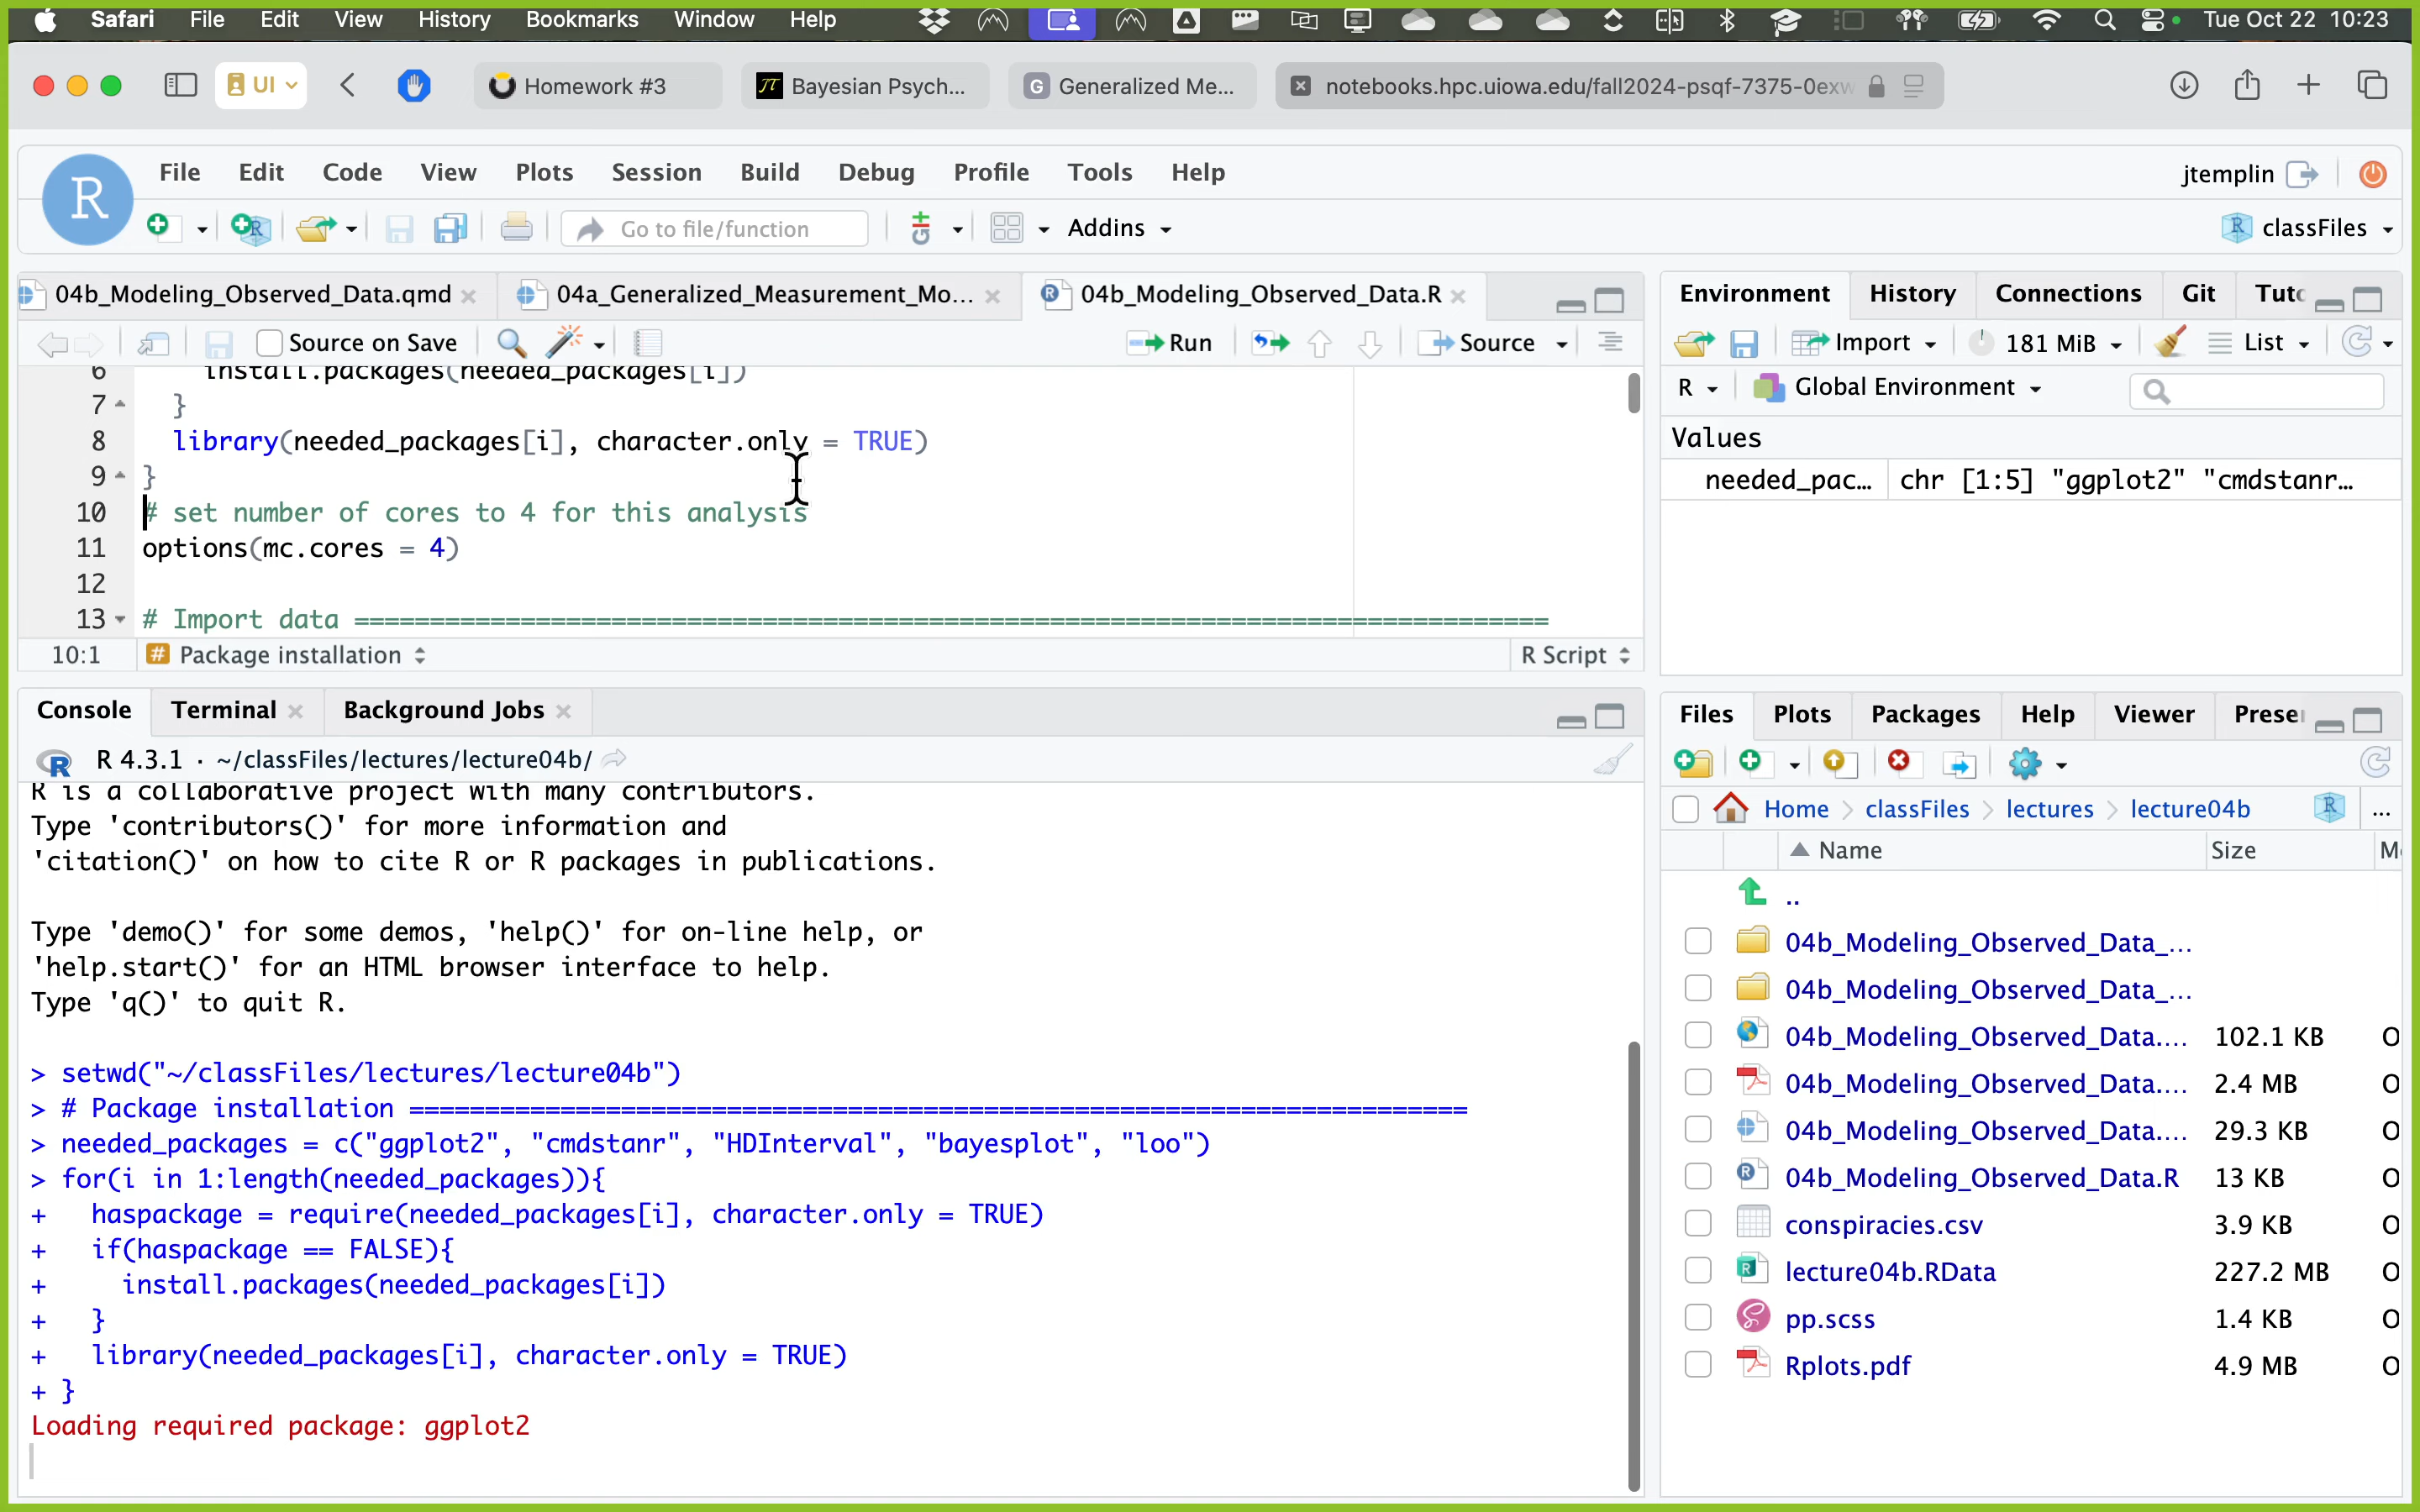 Safari File Edit View History Bookmarks Window Help Tue Oct 22 10:23
UI Homework #3 Bayesian Psych... Generalized Me... notebooks.hpc.uiowa.edu/fall2024-psqf-7375-0exw
File Edit Code View Plots Session Build Debug Profile Tools Help jtemplin
Go to file/function Addins classFiles
04b_Modeling_Observed_Data.qmd 04a_Generalized_Measurement_Mo... 04b_Modeling_Observed_Data.R
Source on Save Run Source
6 install.packages(needed_packages[i])
7 }
8 library(needed_packages[i], character.only = TRUE)
9 }
10 # set number of cores to 4 for this analysis
11 options(mc.cores = 4)
12
13 # Import data ===============================================================================
10:1 # Package installation R Script
Environment History Connections Git Tuto
Import 181 MiB List
R Global Environment
Values
needed_pac... chr [1:5] "ggplot2" "cmdstanr...
Console Terminal Background Jobs
R 4.3.1 · ~/classFiles/lectures/lecture04b/
R is a collaborative project with many contributors.
Type 'contributors()' for more information and
'citation()' on how to cite R or R packages in publications.
Type 'demo()' for some demos, 'help()' for on-line help, or
'help.start()' for an HTML browser interface to help.
Type 'q()' to quit R.
> setwd("~/classFiles/lectures/lecture04b")
> # Package installation ======================================================================
> needed_packages = c("ggplot2", "cmdstanr", "HDInterval", "bayesplot", "loo")
> for(i in 1:length(needed_packages)){
+ haspackage = require(needed_packages[i], character.only = TRUE)
+ if(haspackage == FALSE){
+ install.packages(needed_packages[i])
+ }
+ library(needed_packages[i], character.only = TRUE)
+ }
Loading required package: ggplot2
Files Plots Packages Help Viewer Prese
Home classFiles lectures lecture04b ...
Name Size M
..
04b_Modeling_Observed_Data_...
04b_Modeling_Observed_Data_...
04b_Modeling_Observed_Data.... 102.1 KB O
04b_Modeling_Observed_Data.... 2.4 MB O
04b_Modeling_Observed_Data.... 29.3 KB O
04b_Modeling_Observed_Data.R 13 KB O
conspiracies.csv 3.9 KB O
lecture04b.RData 227.2 MB O
pp.scss 1.4 KB O
Rplots.pdf 4.9 MB O